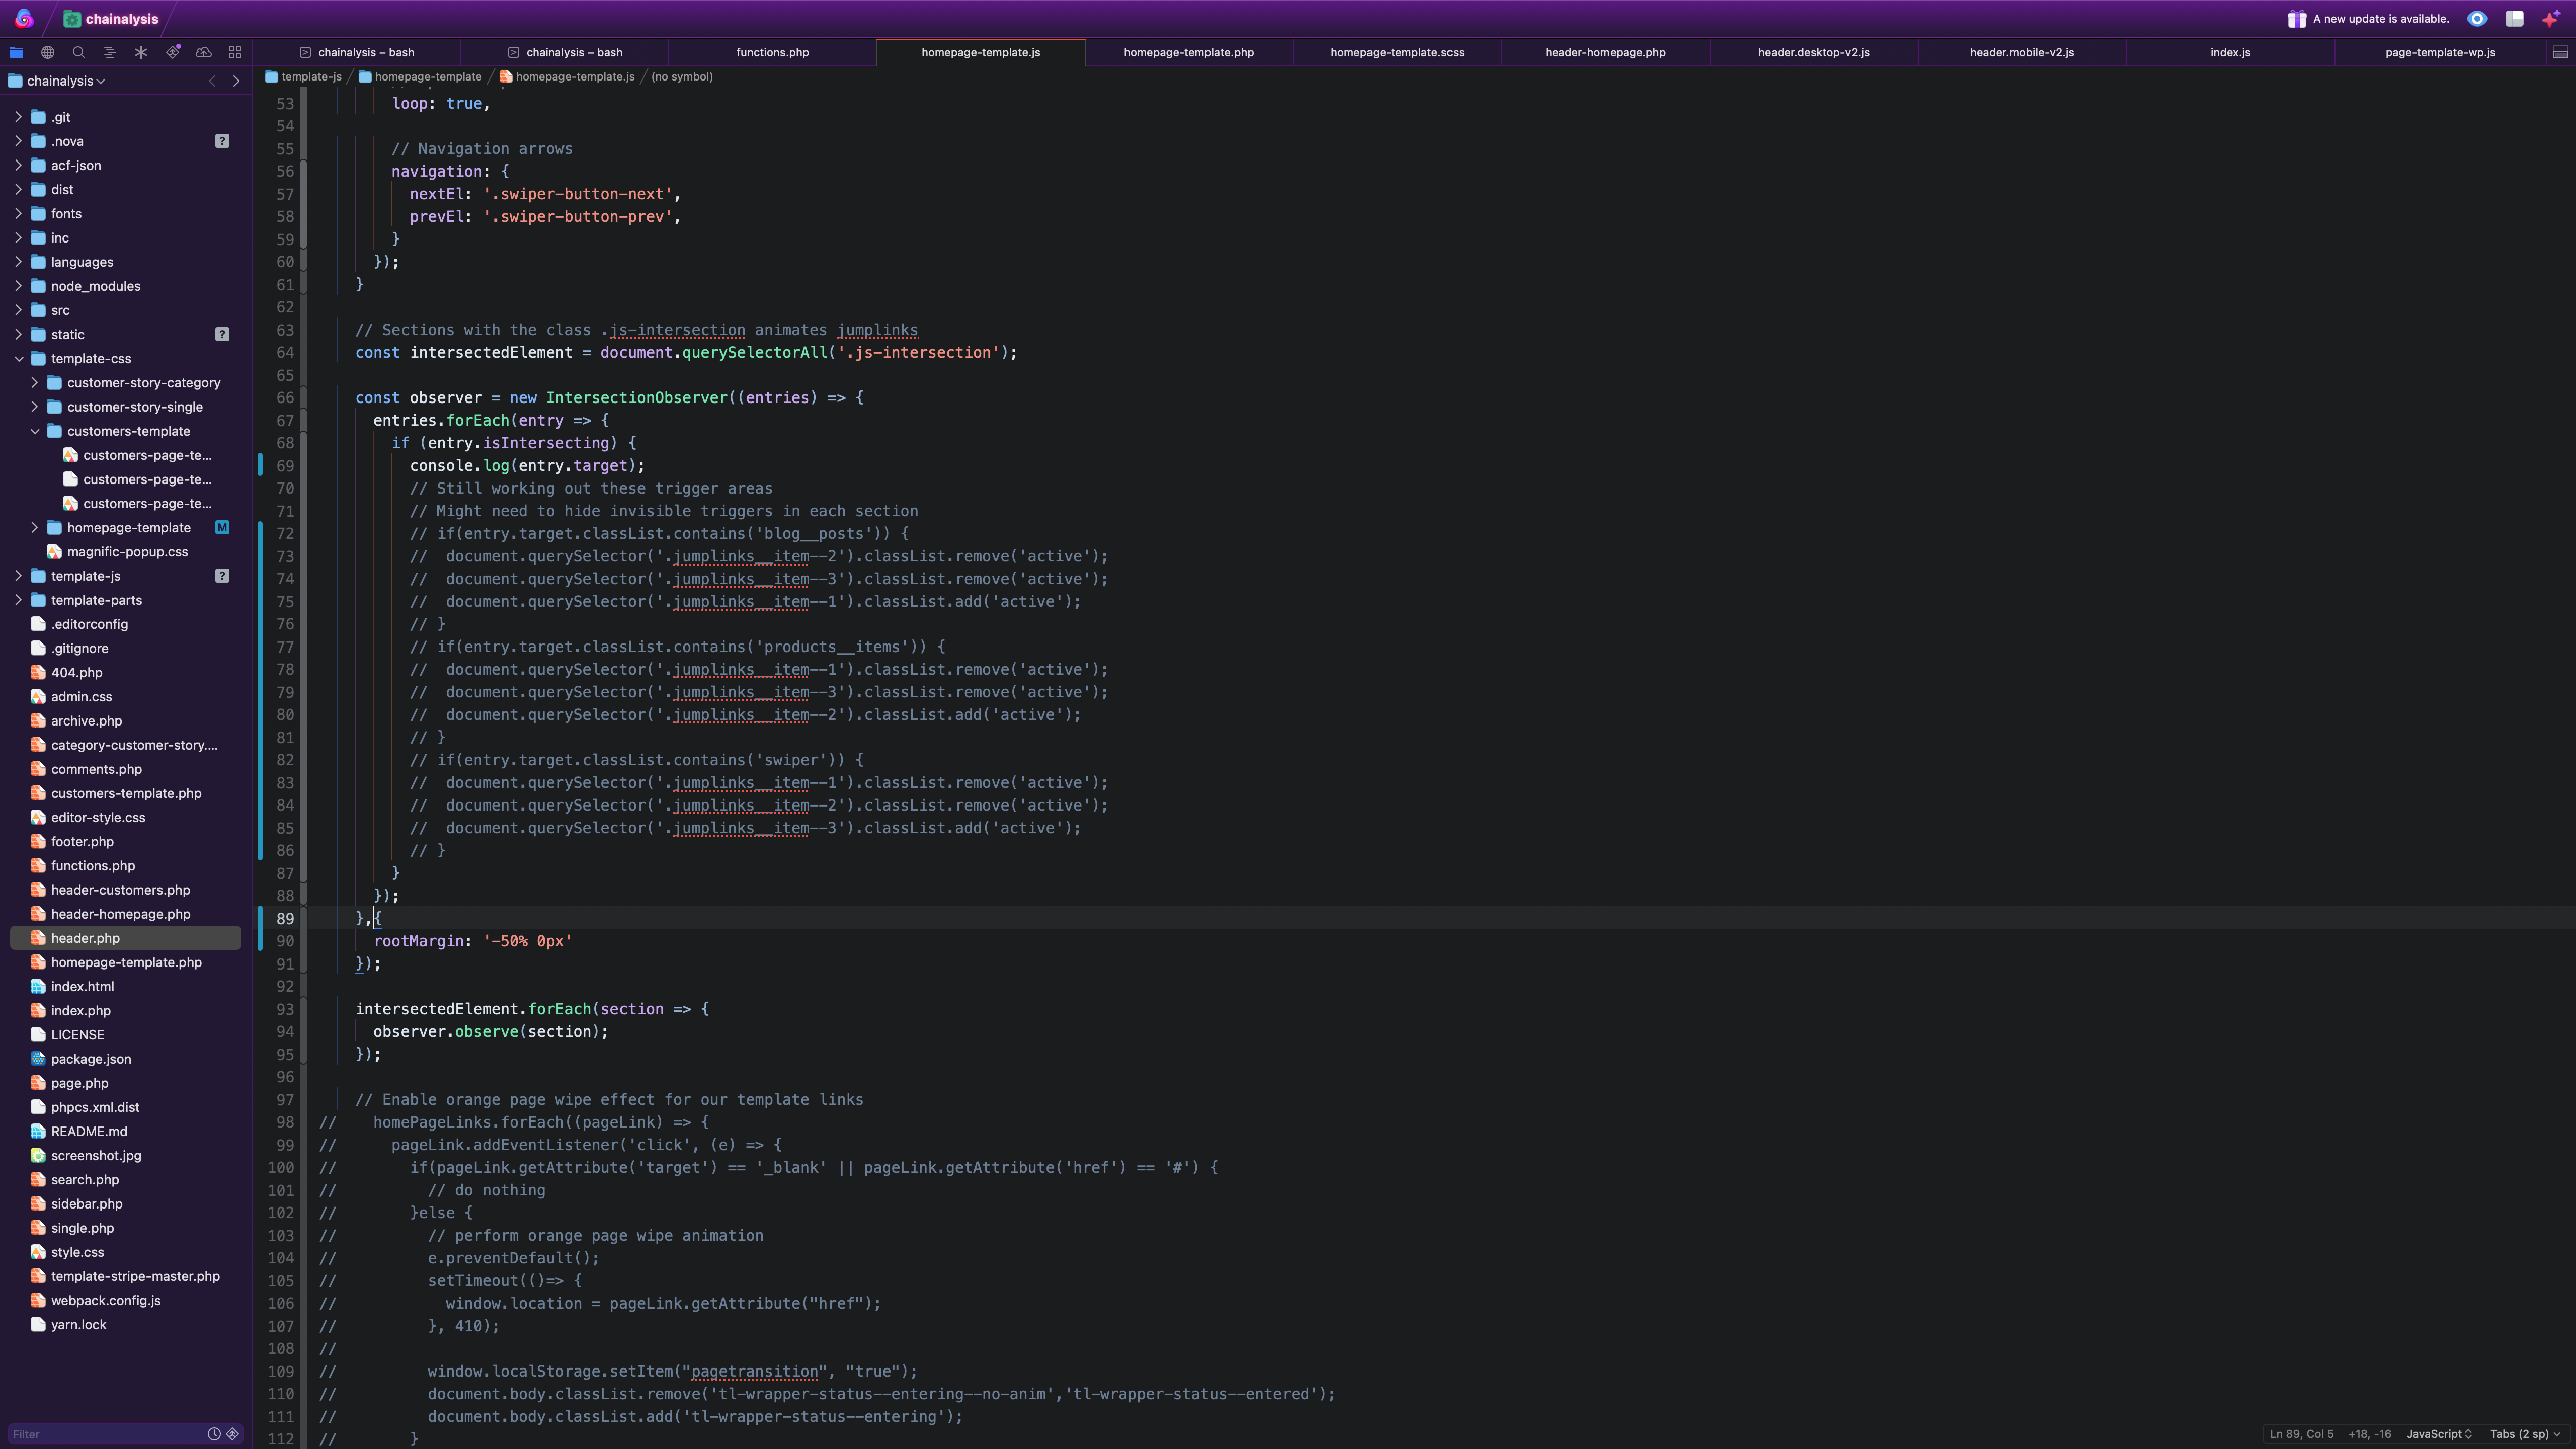 chainalysis
A new update is available.
chainalysis – bash
chainalysis – bash
functions.php
homepage-template.js
homepage-template.php
homepage-template.scss
header-homepage.php
header.desktop-v2.js
header.mobile-v2.js
index.js
page-template-wp.js
chainalysis
template-js
homepage-template
homepage-template.js
(no symbol)
.git
.nova ?
acf-json
dist
fonts
inc
languages
node_modules
src
static ?
template-css
customer-story-category
customer-story-single
customers-template
customers-page-te...
customers-page-te...
customers-page-te...
homepage-template M
magnific-popup.css
template-js ?
template-parts
.editorconfig
.gitignore
404.php
admin.css
archive.php
category-customer-story....
comments.php
customers-template.php
editor-style.css
footer.php
functions.php
header-customers.php
header-homepage.php
header.php
homepage-template.php
index.html
index.php
LICENSE
package.json
page.php
phpcs.xml.dist
README.md
screenshot.jpg
search.php
sidebar.php
single.php
style.css
template-stripe-master.php
webpack.config.js
yarn.lock
Filter
53 loop: true,
54
55 // Navigation arrows
56 navigation: {
57 nextEl: '.swiper-button-next',
58 prevEl: '.swiper-button-prev',
59 }
60 });
61 }
62
63 // Sections with the class .js-intersection animates jumplinks
64 const intersectedElement = document.querySelectorAll('.js-intersection');
65
66 const observer = new IntersectionObserver((entries) => {
67 entries.forEach(entry => {
68 if (entry.isIntersecting) {
69 console.log(entry.target);
70 // Still working out these trigger areas
71 // Might need to hide invisible triggers in each section
72 // if(entry.target.classList.contains('blog__posts')) {
73 // document.querySelector('.jumplinks__item--2').classList.remove('active');
74 // document.querySelector('.jumplinks__item--3').classList.remove('active');
75 // document.querySelector('.jumplinks__item--1').classList.add('active');
76 // }
77 // if(entry.target.classList.contains('products__items')) {
78 // document.querySelector('.jumplinks__item--1').classList.remove('active');
79 // document.querySelector('.jumplinks__item--3').classList.remove('active');
80 // document.querySelector('.jumplinks__item--2').classList.add('active');
81 // }
82 // if(entry.target.classList.contains('swiper')) {
83 // document.querySelector('.jumplinks__item--1').classList.remove('active');
84 // document.querySelector('.jumplinks__item--2').classList.remove('active');
85 // document.querySelector('.jumplinks__item--3').classList.add('active');
86 // }
87 }
88 });
89 },{
90 rootMargin: '-50% 0px'
91 });
92
93 intersectedElement.forEach(section => {
94 observer.observe(section);
95 });
96
97 // Enable orange page wipe effect for our template links
98 // homePageLinks.forEach((pageLink) => {
99 // pageLink.addEventListener('click', (e) => {
100 // if(pageLink.getAttribute('target') == '_blank' || pageLink.getAttribute('href') == '#') {
101 // // do nothing
102 // }else {
103 // // perform orange page wipe animation
104 // e.preventDefault();
105 // setTimeout(()=> {
106 // window.location = pageLink.getAttribute("href");
107 // }, 410);
108 //
109 // window.localStorage.setItem("pagetransition", "true");
110 // document.body.classList.remove('tl-wrapper-status--entering--no-anim','tl-wrapper-status--entered');
111 // document.body.classList.add('tl-wrapper-status--entering');
112 // }
Ln 89, Col 5 +18, -16 JavaScript Tabs (2 sp)